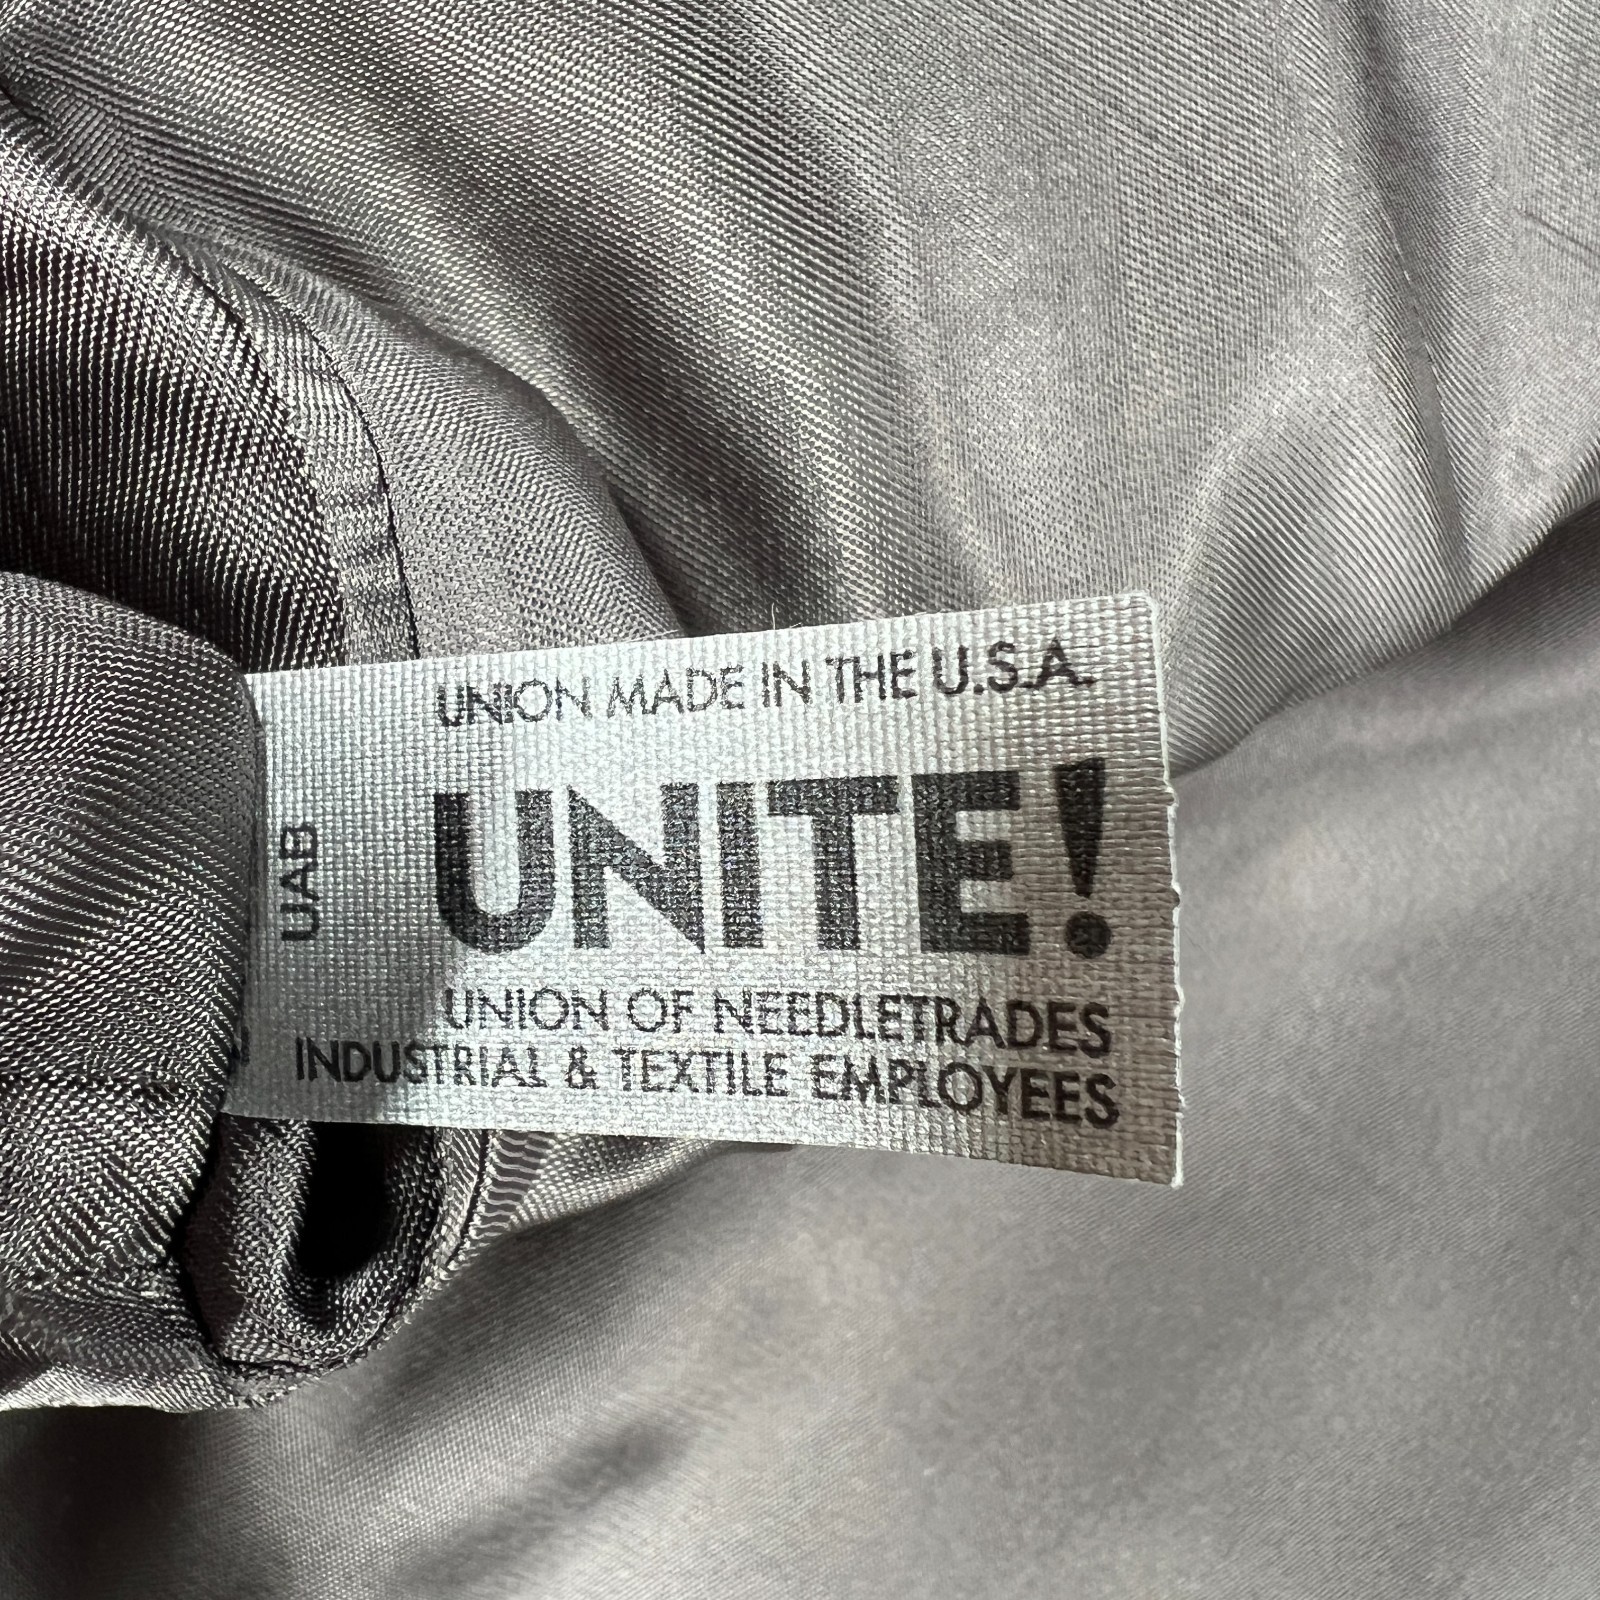 UNION MADE IN THE U.S.A.
UAB
UNITE!
UNION OF NEEDLETRADES
INDUSTRIAL & TEXTILE EMPLOYEES